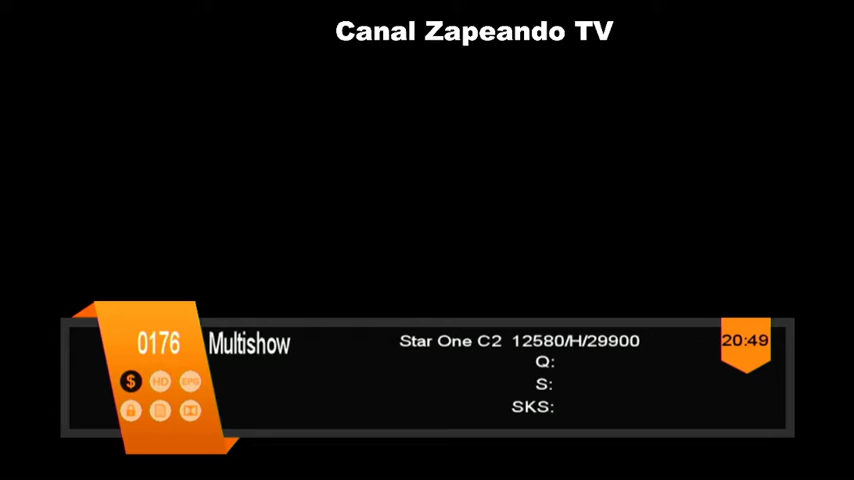 Canal Zapeando TV
0176 Multishow
Star One C2 12580/H/29900
20:49
Q:
S:
SKS:
$ HD EPG